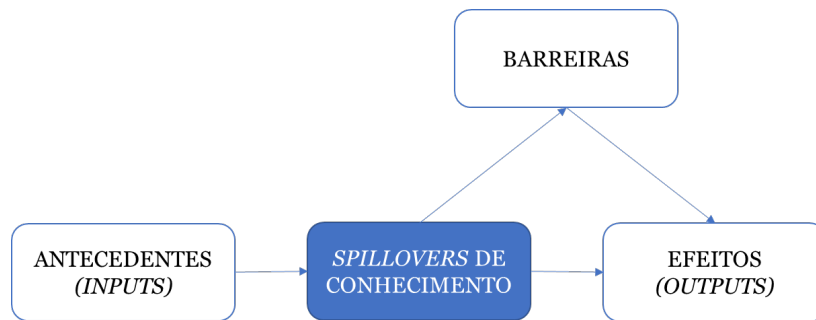 BARREIRAS
ANTECEDENTES
(INPUTS)
SPILLOVERS DE
CONHECIMENTO
EFEITOS
(OUTPUTS)